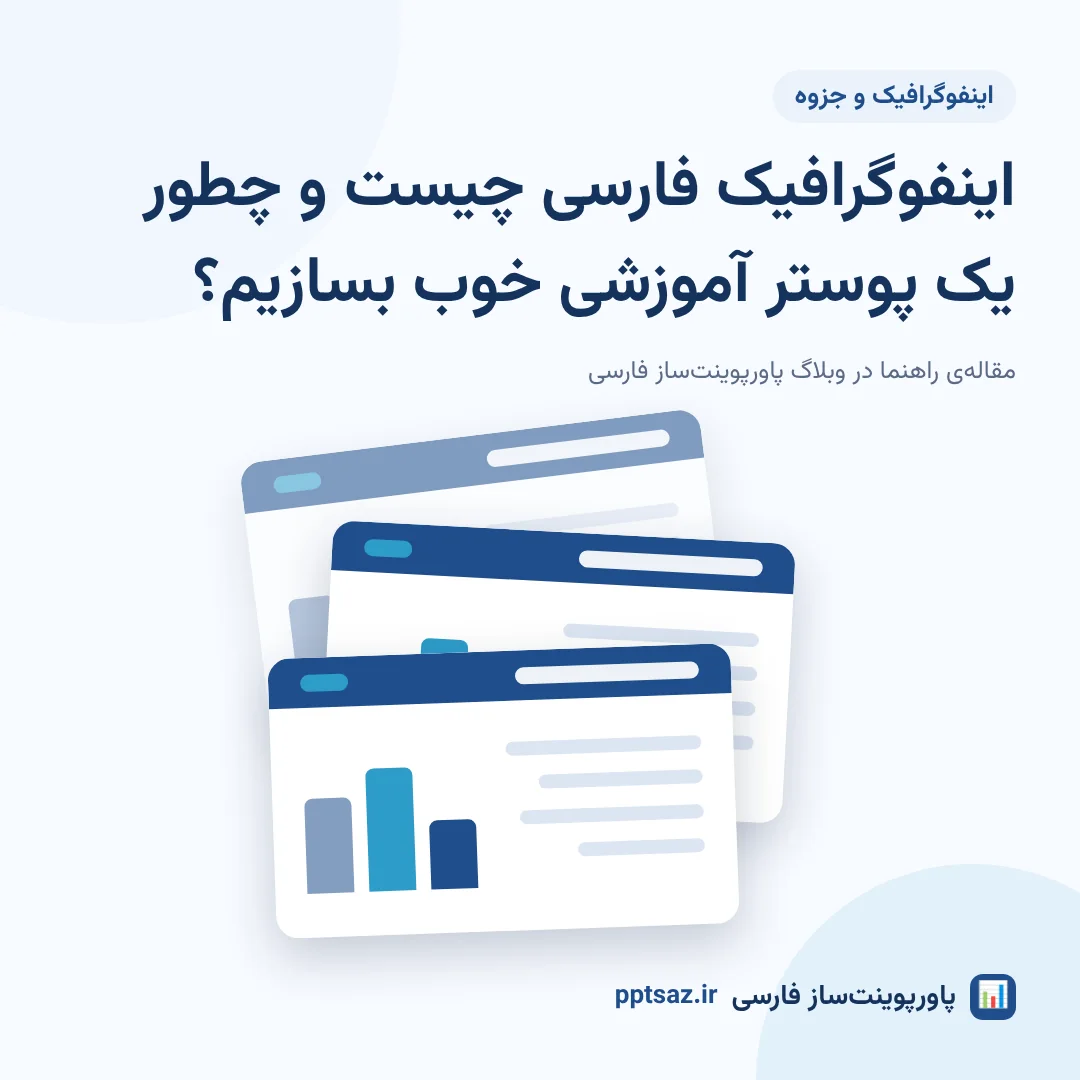 اینفوگرافیک و جزوه
اینفوگرافیک فارسی چیست و چطور
یک پوستر آموزشی خوب بسازیم؟
مقاله‌ی راهنما در وبلاگ پاورپوینت‌ساز فارسی
پاورپوینت‌ساز فارسی pptsaz.ir